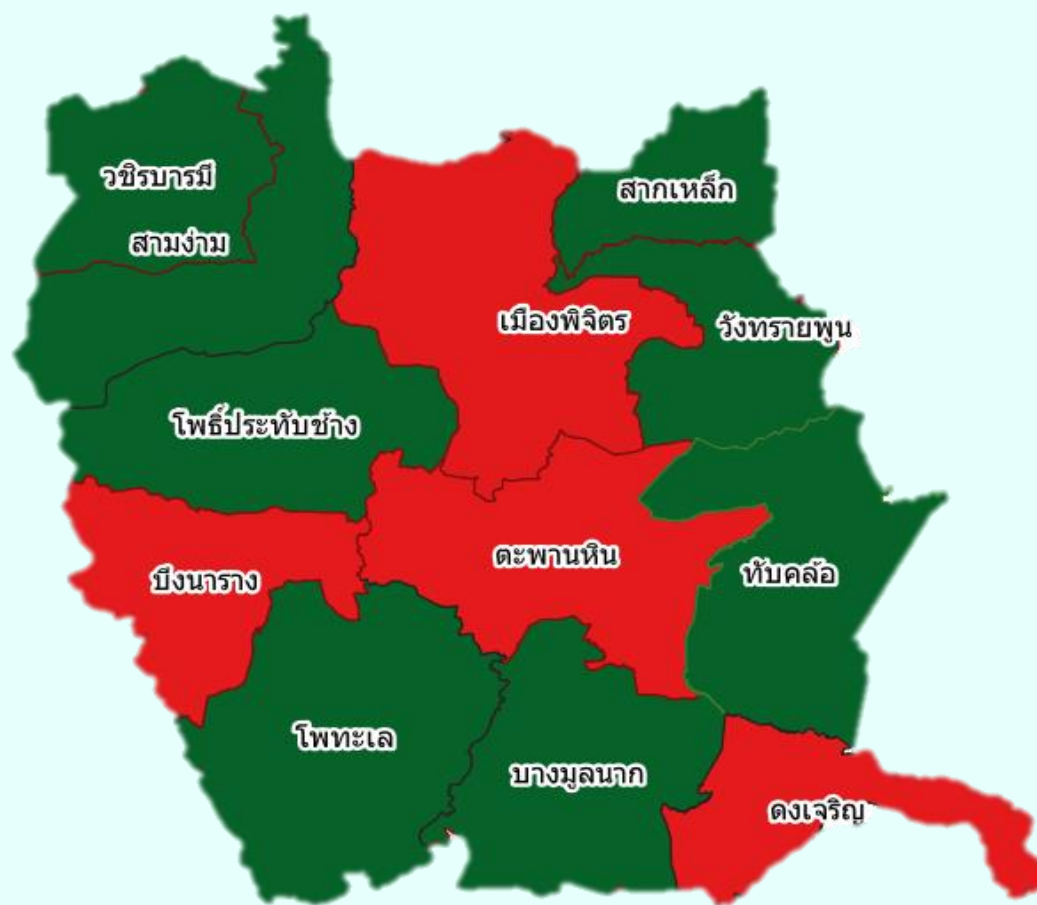 วชิรบารมี
สากเหล็ก
สามง่าม
เมืองพิจิตร
วังทรายพูน
โพธิ์ประทับช้าง
ตะพานหิน
บึงนาราง
ทับคล้อ
โพทะเล
บางมูลนาก
ดงเจริญ